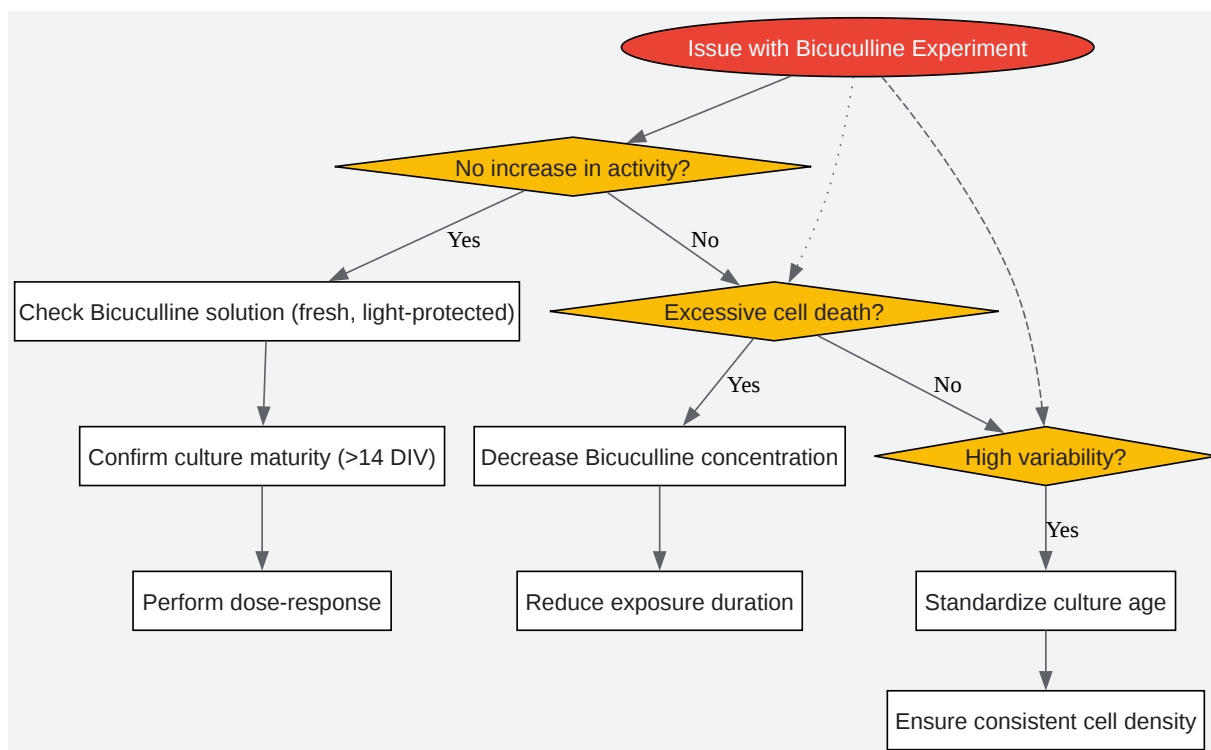 Issue with Bicuculline Experiment
No increase in activity?
Yes
No
Check Bicuculline solution (fresh, light-protected)
Excessive cell death?
Yes
No
Confirm culture maturity (>14 DIV)
Decrease Bicuculline concentration
High variability?
Yes
Perform dose-response
Reduce exposure duration
Standardize culture age
Ensure consistent cell density